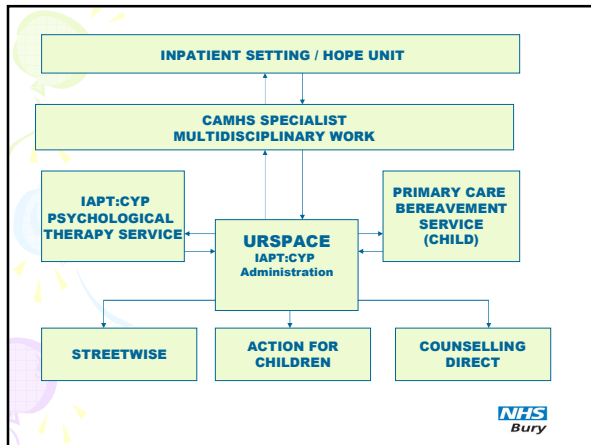 INPATIENT SETTING / HOPE UNIT
CAMHS SPECIALIST
MULTIDISCIPLINARY WORK
IAPT:CYP
PSYCHOLOGICAL
THERAPY SERVICE
PRIMARY CARE
BEREAVEMENT
SERVICE
(CHILD)
URSPACE
IAPT:CYP
Administration
STREETWISE
ACTION FOR
CHILDREN
COUNSELLING
DIRECT
NHS
Bury